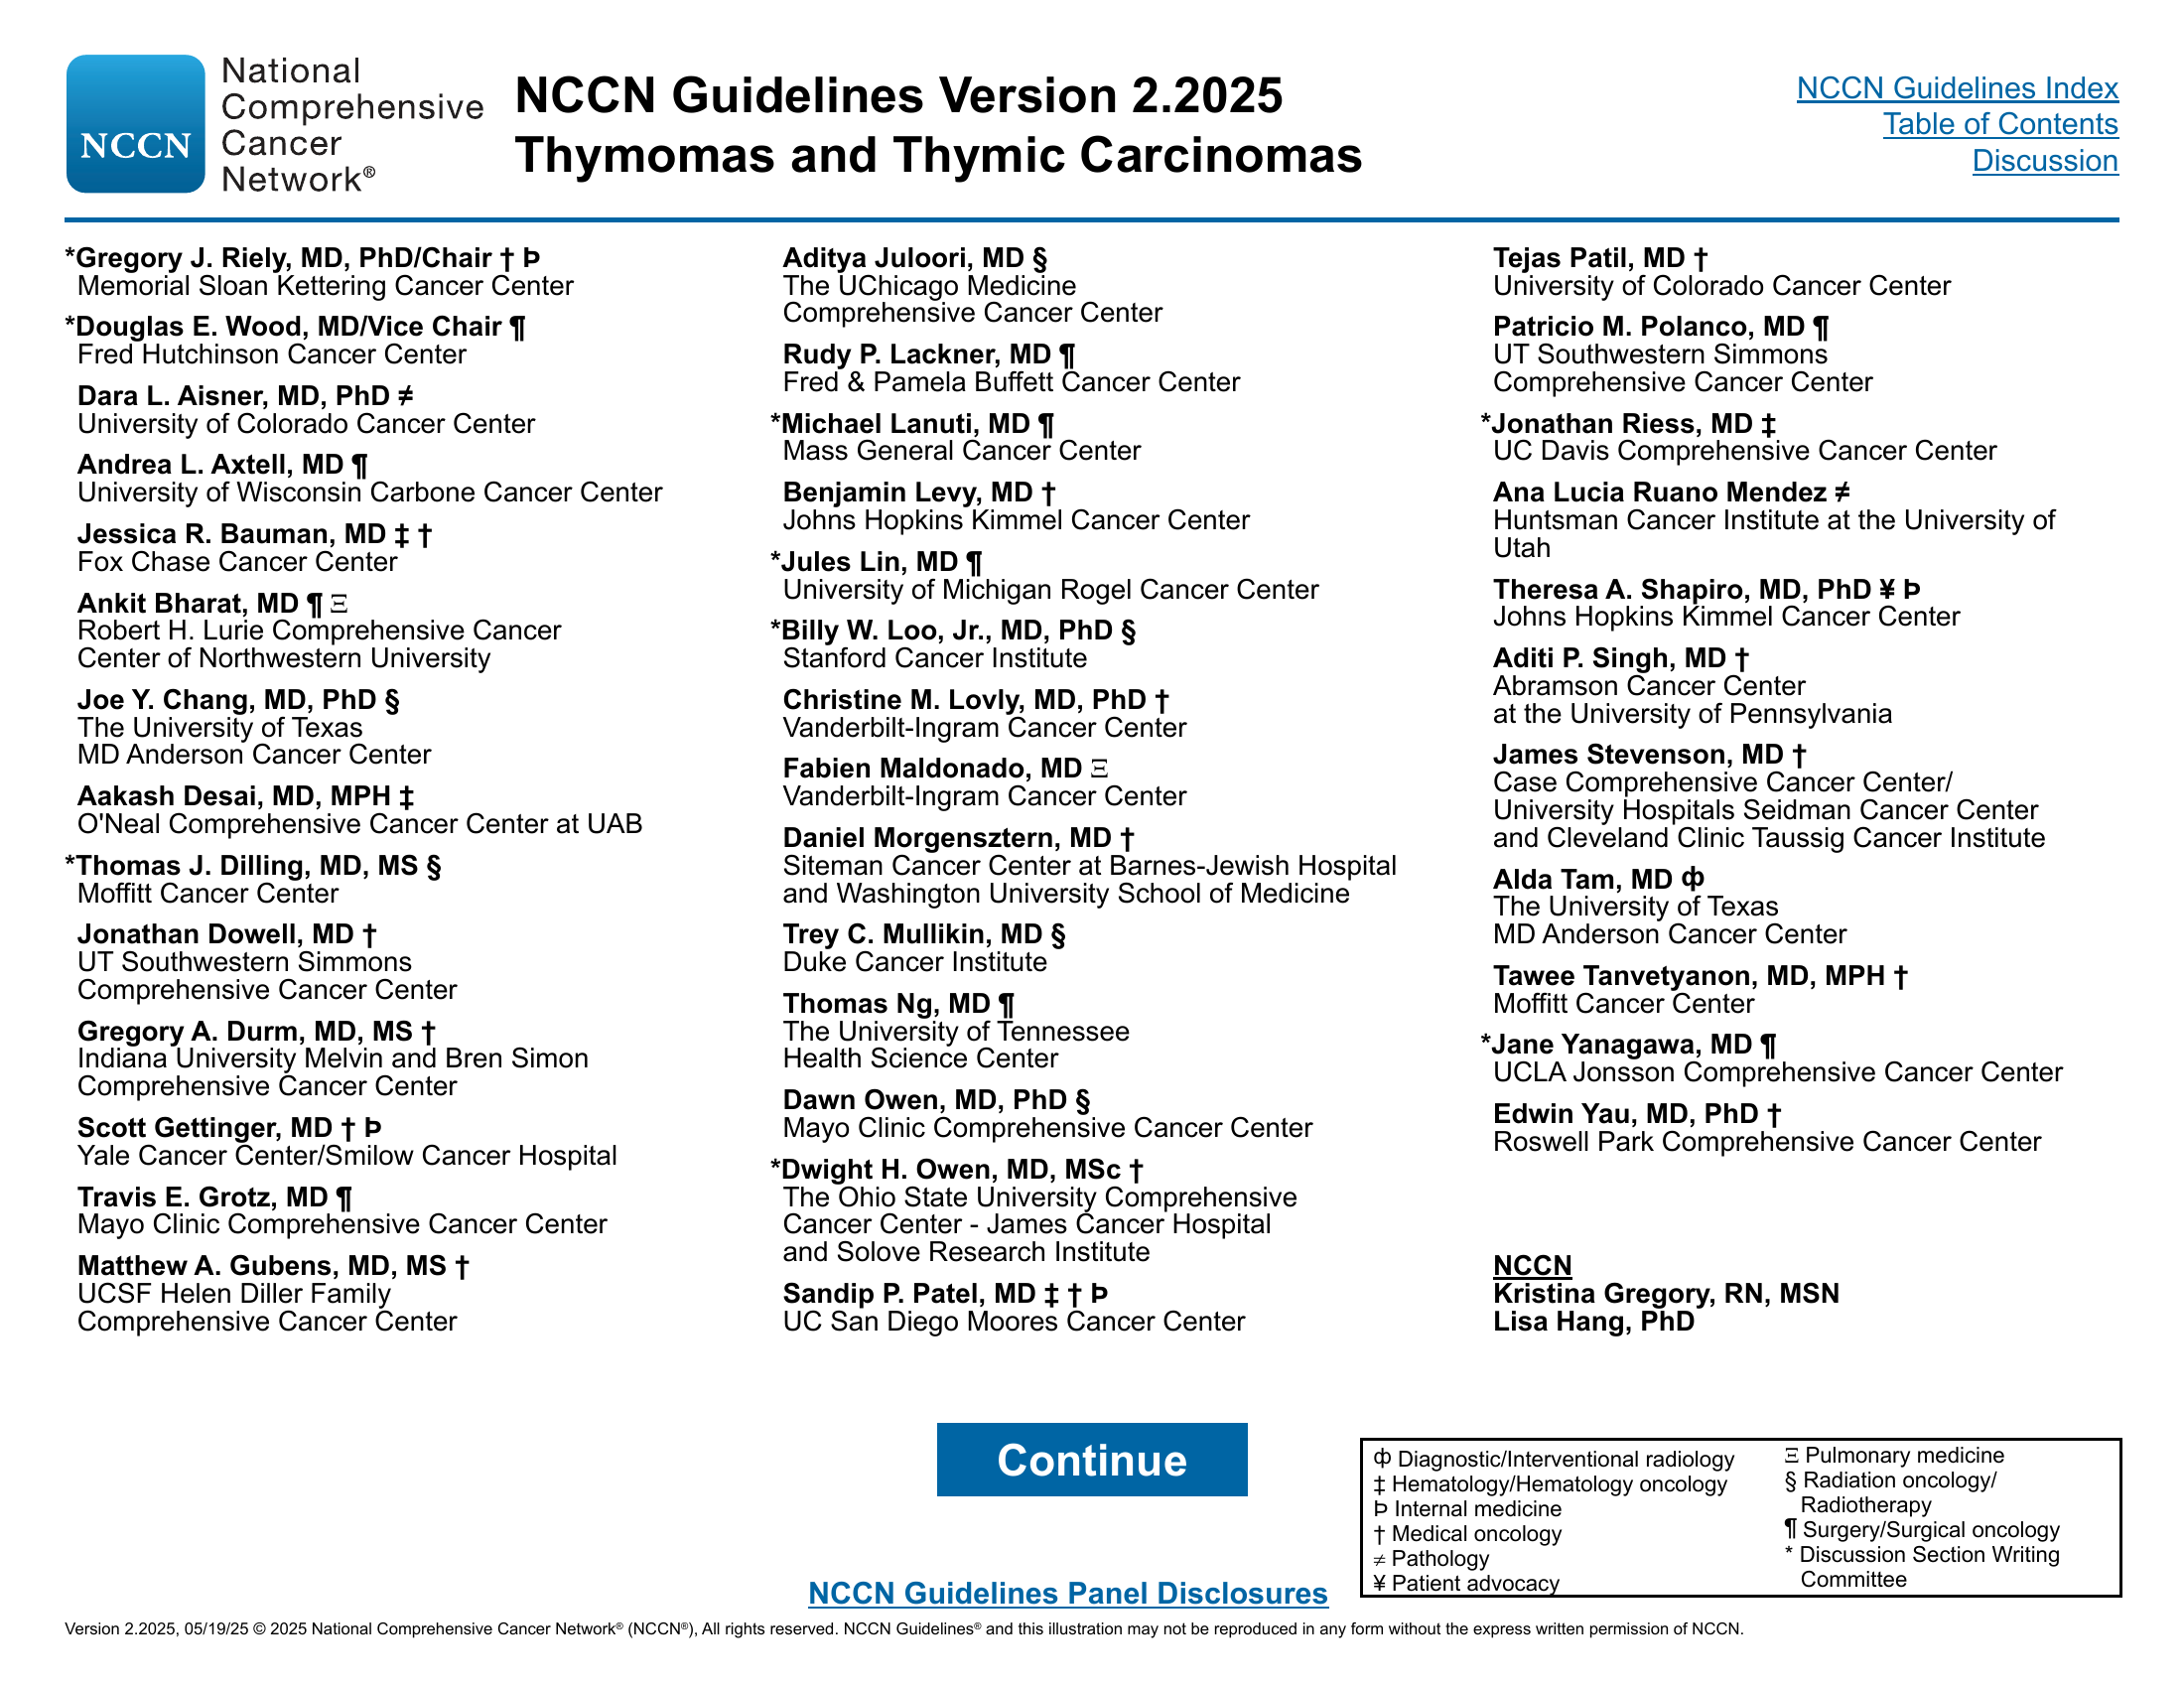 National
Comprehensive
NCCN Cancer
Network®
NCCN Guidelines Version 2.2025
Thymomas and Thymic Carcinomas
NCCN Guidelines Index
Table of Contents
Discussion
*Gregory J. Riely, MD, PhD/Chair † Þ
Memorial Sloan Kettering Cancer Center
*Douglas E. Wood, MD/Vice Chair ¶
Fred Hutchinson Cancer Center
Dara L. Aisner, MD, PhD ≠
University of Colorado Cancer Center
Andrea L. Axtell, MD ¶
University of Wisconsin Carbone Cancer Center
Jessica R. Bauman, MD ‡ †
Fox Chase Cancer Center
Ankit Bharat, MD ¶ Ξ
Robert H. Lurie Comprehensive Cancer
Center of Northwestern University
Joe Y. Chang, MD, PhD §
The University of Texas
MD Anderson Cancer Center
Aakash Desai, MD, MPH ‡
O'Neal Comprehensive Cancer Center at UAB
*Thomas J. Dilling, MD, MS §
Moffitt Cancer Center
Jonathan Dowell, MD †
UT Southwestern Simmons
Comprehensive Cancer Center
Gregory A. Durm, MD, MS †
Indiana University Melvin and Bren Simon
Comprehensive Cancer Center
Scott Gettinger, MD † Þ
Yale Cancer Center/Smilow Cancer Hospital
Travis E. Grotz, MD ¶
Mayo Clinic Comprehensive Cancer Center
Matthew A. Gubens, MD, MS †
UCSF Helen Diller Family
Comprehensive Cancer Center
Aditya Juloori, MD §
The UChicago Medicine
Comprehensive Cancer Center
Rudy P. Lackner, MD ¶
Fred & Pamela Buffett Cancer Center
*Michael Lanuti, MD ¶
Mass General Cancer Center
Benjamin Levy, MD †
Johns Hopkins Kimmel Cancer Center
*Jules Lin, MD ¶
University of Michigan Rogel Cancer Center
*Billy W. Loo, Jr., MD, PhD §
Stanford Cancer Institute
Christine M. Lovly, MD, PhD †
Vanderbilt-Ingram Cancer Center
Fabien Maldonado, MD Ξ
Vanderbilt-Ingram Cancer Center
Daniel Morgensztern, MD †
Siteman Cancer Center at Barnes-Jewish Hospital
and Washington University School of Medicine
Trey C. Mullikin, MD §
Duke Cancer Institute
Thomas Ng, MD ¶
The University of Tennessee
Health Science Center
Dawn Owen, MD, PhD §
Mayo Clinic Comprehensive Cancer Center
*Dwight H. Owen, MD, MSc †
The Ohio State University Comprehensive
Cancer Center - James Cancer Hospital
and Solove Research Institute
Sandip P. Patel, MD ‡ † Þ
UC San Diego Moores Cancer Center
Tejas Patil, MD †
University of Colorado Cancer Center
Patricio M. Polanco, MD ¶
UT Southwestern Simmons
Comprehensive Cancer Center
*Jonathan Riess, MD ‡
UC Davis Comprehensive Cancer Center
Ana Lucia Ruano Mendez ≠
Huntsman Cancer Institute at the University of
Utah
Theresa A. Shapiro, MD, PhD ¥ Þ
Johns Hopkins Kimmel Cancer Center
Aditi P. Singh, MD †
Abramson Cancer Center
at the University of Pennsylvania
James Stevenson, MD †
Case Comprehensive Cancer Center/
University Hospitals Seidman Cancer Center
and Cleveland Clinic Taussig Cancer Institute
Alda Tam, MD ф
The University of Texas
MD Anderson Cancer Center
Tawee Tanvetyanon, MD, MPH †
Moffitt Cancer Center
*Jane Yanagawa, MD ¶
UCLA Jonsson Comprehensive Cancer Center
Edwin Yau, MD, PhD †
Roswell Park Comprehensive Cancer Center
NCCN
Kristina Gregory, RN, MSN
Lisa Hang, PhD
Continue
NCCN Guidelines Panel Disclosures
ф Diagnostic/Interventional radiology
‡ Hematology/Hematology oncology
Þ Internal medicine
† Medical oncology
≠ Pathology
¥ Patient advocacy
Ξ Pulmonary medicine
§ Radiation oncology/
Radiotherapy
¶ Surgery/Surgical oncology
* Discussion Section Writing
Committee
Version 2.2025, 05/19/25 © 2025 National Comprehensive Cancer Network® (NCCN®), All rights reserved. NCCN Guidelines® and this illustration may not be reproduced in any form without the express written permission of NCCN.